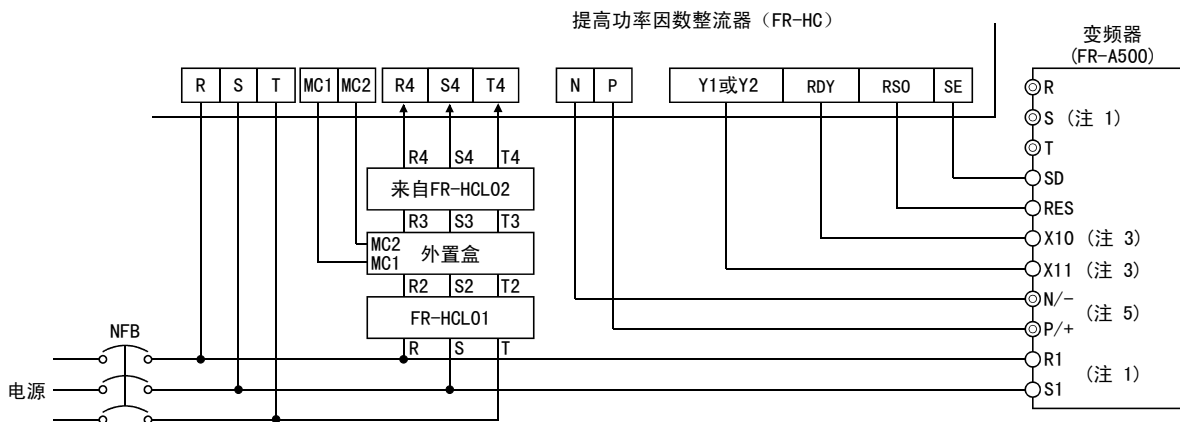 提高功率因数整流器（FR-HC）
变频器
(FR-A500)
R S T MC1 MC2 R4 S4 T4 N P Y1或Y2 RDY RSO SE
R
S (注 1)
T
R4 S4 T4
来自FR-HCL02
SD
R3 S3 T3
RES
MC2 外置盒
MC1
X10 (注 3)
X11 (注 3)
R2 S2 T2
N/-
(注 5)
FR-HCL01
P/+
NFB
R S T
R1
(注 1)
电源
S1